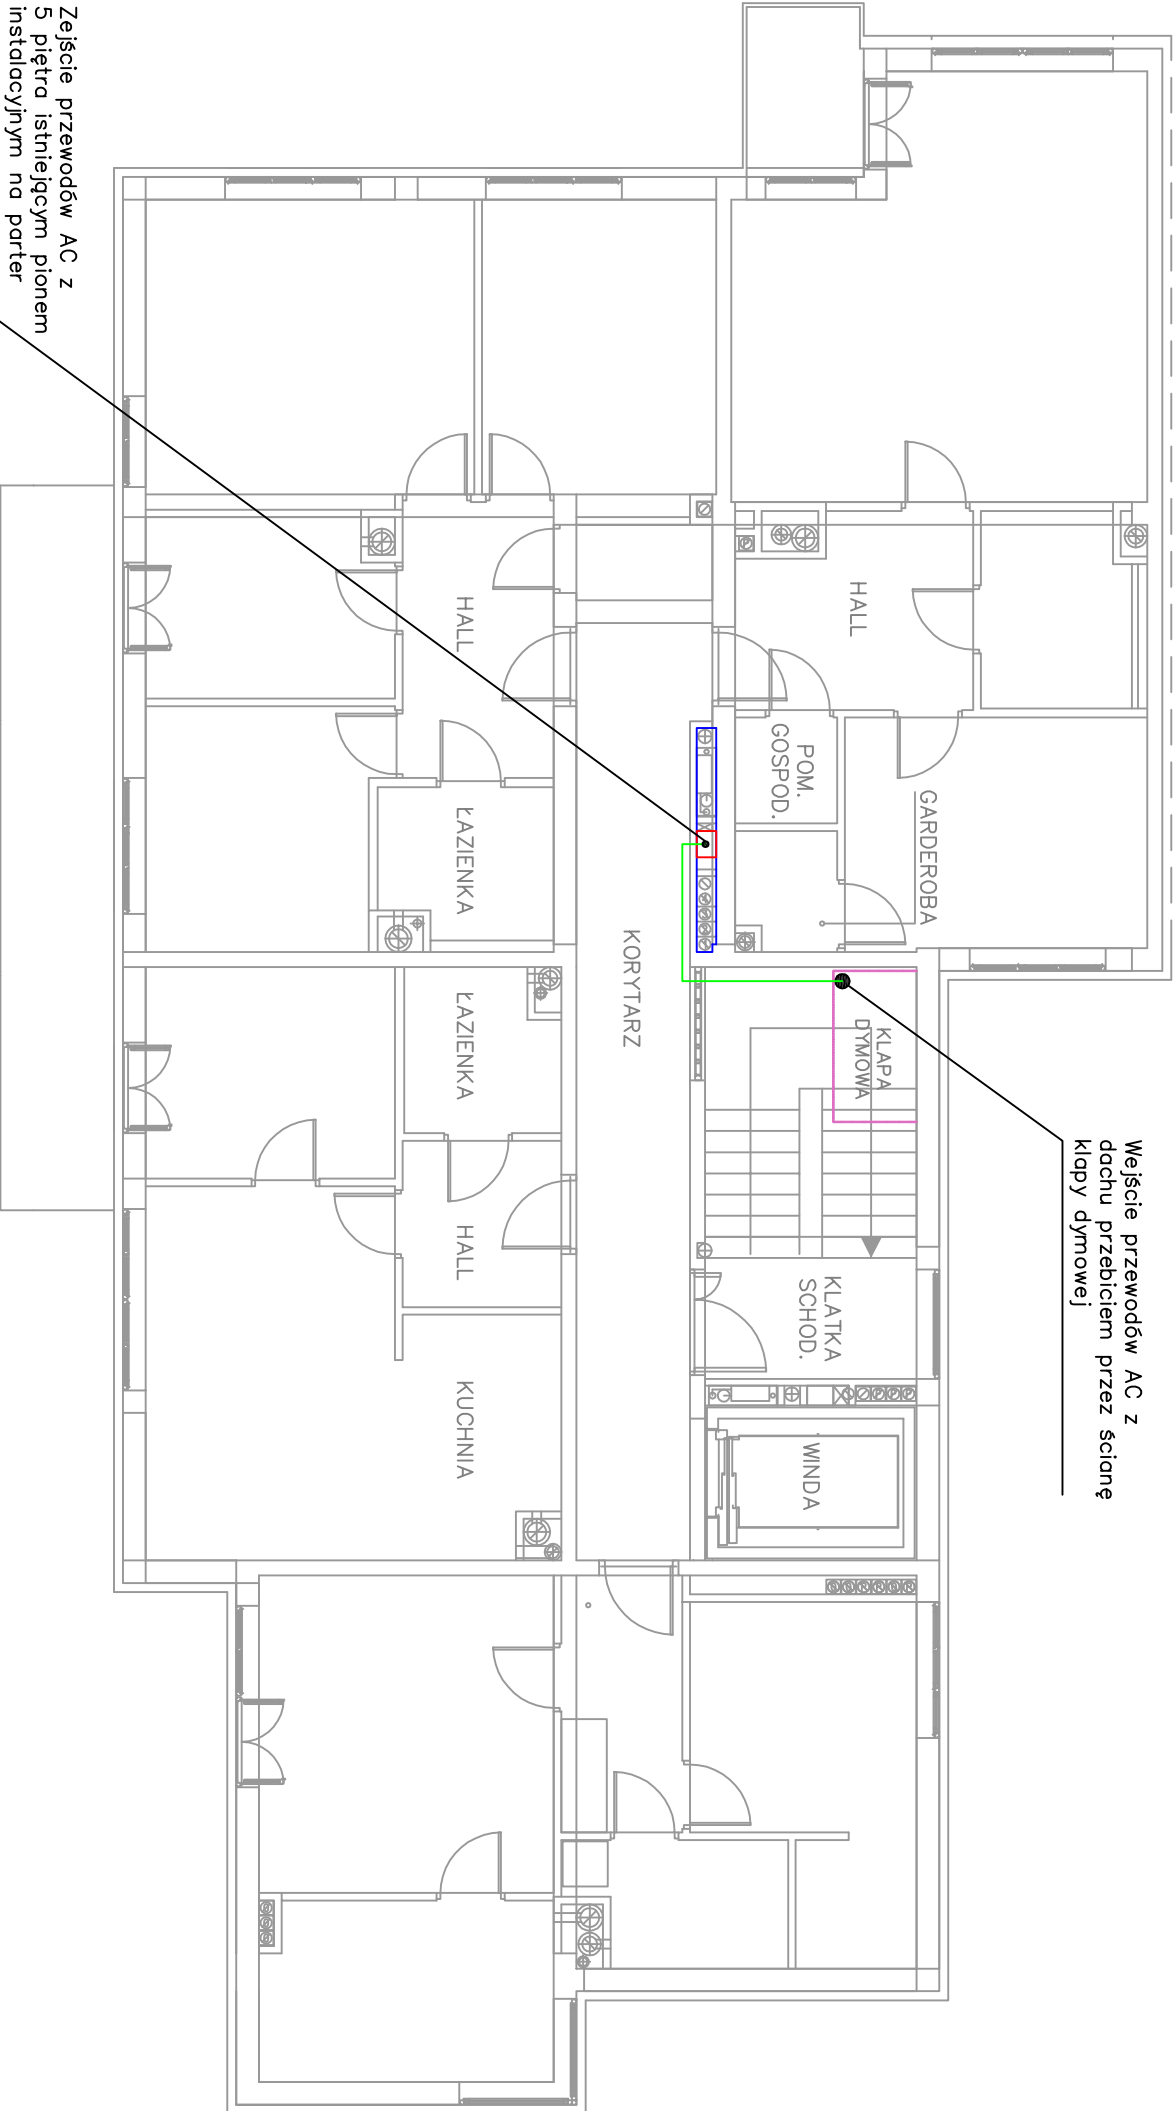 Wejście przewodów AC z
dachu przebiciem przez ścianę
klapy dymowej
Zejście przewodów AC z
5 piętra istniejącym pionem
instalacyjnym na parter
HALL
POM.
GOSPOD.
GARDEROBA
KLAPA
DYMOWA
KLATKA
SCHOD.
WINDA
KORYTARZ
HALL
ŁAZIENKA
ŁAZIENKA
HALL
KUCHNIA